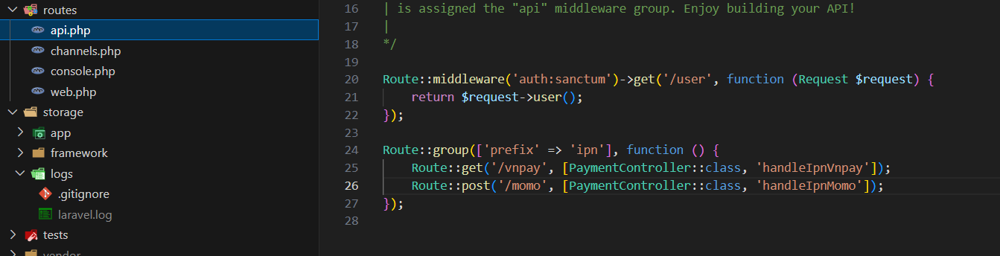 routes
api.php
channels.php
console.php
web.php
storage
app
framework
logs
.gitignore
laravel.log
tests
vendor
16 | is assigned the "api" middleware group. Enjoy building your API!
17 |
18 */
19
20 Route::middleware('auth:sanctum')->get('/user', function (Request $request) {
21     return $request->user();
22 });
23
24 Route::group(['prefix' => 'ipn'], function () {
25     Route::get('/vnpay', [PaymentController::class, 'handleIpnVnpay']);
26     Route::post('/momo', [PaymentController::class, 'handleIpnMomo']);
27 });
28